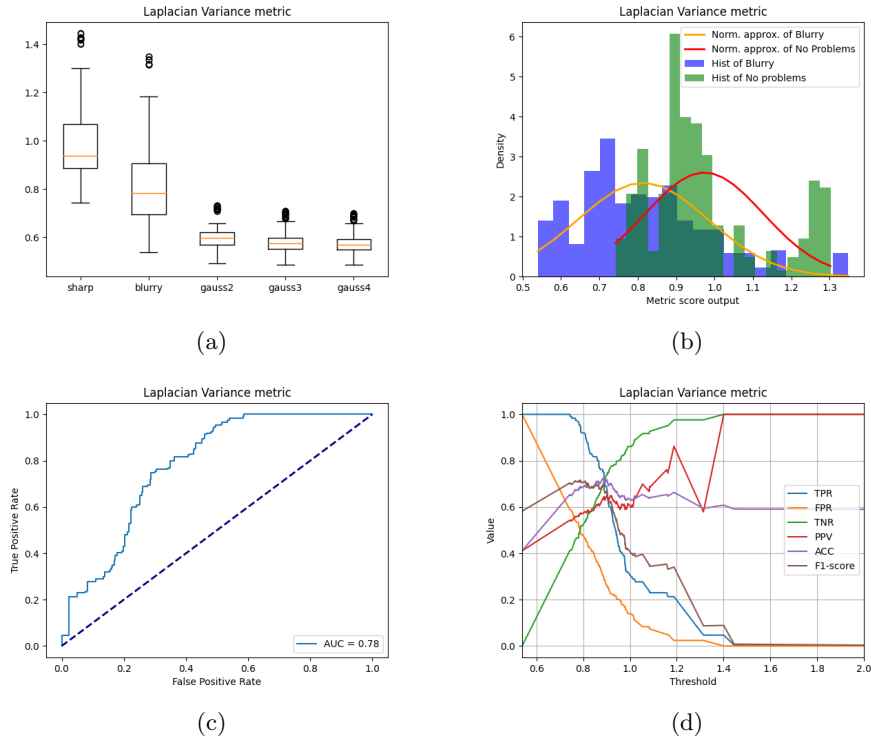 Laplacian Variance metric
1.4
1.2
1.0
0.8
0.6
sharp blurry gauss2 gauss3 gauss4
(a)
Laplacian Variance metric
Norm. approx. of Blurry
Norm. approx. of No Problems
Hist of Blurry
Hist of No problems
Density
6
5
4
3
2
1
0
0.5 0.6 0.7 0.8 0.9 1.0 1.1 1.2 1.3
Metric score output
(b)
Laplacian Variance metric
True Positive Rate
1.0
0.8
0.6
0.4
0.2
0.0
AUC = 0.78
0.0 0.2 0.4 0.6 0.8 1.0
False Positive Rate
(c)
Laplacian Variance metric
Value
1.0
0.8
0.6
0.4
0.2
0.0
TPR
FPR
TNR
PPV
ACC
F1-score
0.6 0.8 1.0 1.2 1.4 1.6 1.8 2.0
Threshold
(d)